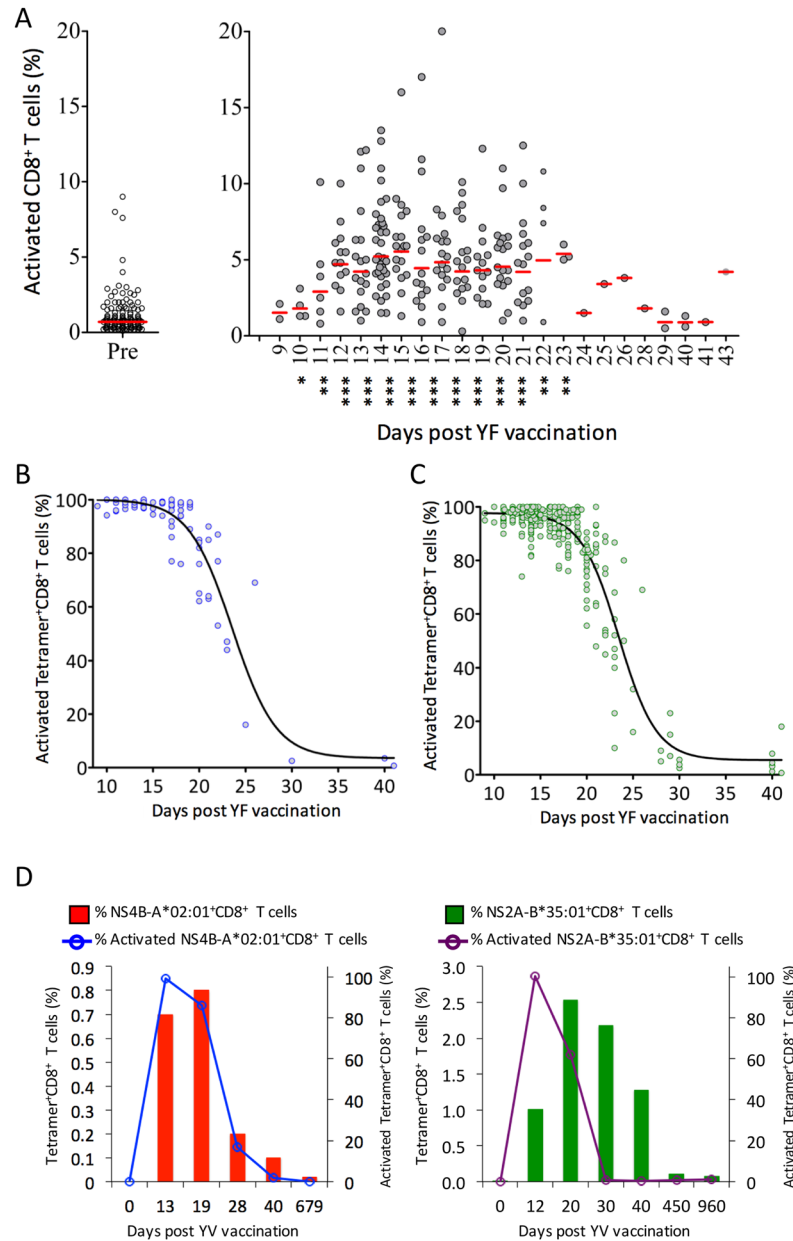 A
Activated CD8⁺ T cells (%)
20
15
10
5
0
Pre
20
15
10
5
0
9 10 11 12 13 14 15 16 17 18 19 20 21 22 23 24 25 26 28 29 40 41 43
* ** *** *** *** *** *** *** *** *** *** *** ** **
Days post YF vaccination
B
Activated Tetramer⁺CD8⁺ T cells (%)
100
80
60
40
20
0
10 15 20 25 30 35 40
Days post YF vaccination
C
Activated Tetramer⁺CD8⁺ T cells (%)
100
80
60
40
20
0
10 15 20 25 30 35 40
Days post YF vaccination
D
% NS4B-A*02:01⁺CD8⁺ T cells
% Activated NS4B-A*02:01⁺CD8⁺ T cells
Tetramer⁺CD8⁺ T cells (%)
0.9
0.8
0.7
0.6
0.5
0.4
0.3
0.2
0.1
0
100
80
60
40
20
0
Activated Tetramer⁺CD8⁺ T cells (%)
0 13 19 28 40 679
Days post YV vaccination
% NS2A-B*35:01⁺CD8⁺ T cells
% Activated NS2A-B*35:01⁺CD8⁺ T cells
Tetramer⁺CD8⁺ T cells (%)
3.0
2.5
2.0
1.5
1.0
0.5
0.0
100
80
60
40
20
0
Activated Tetramer⁺CD8⁺ T cells (%)
0 12 20 30 40 450 960
Days post YV vaccination